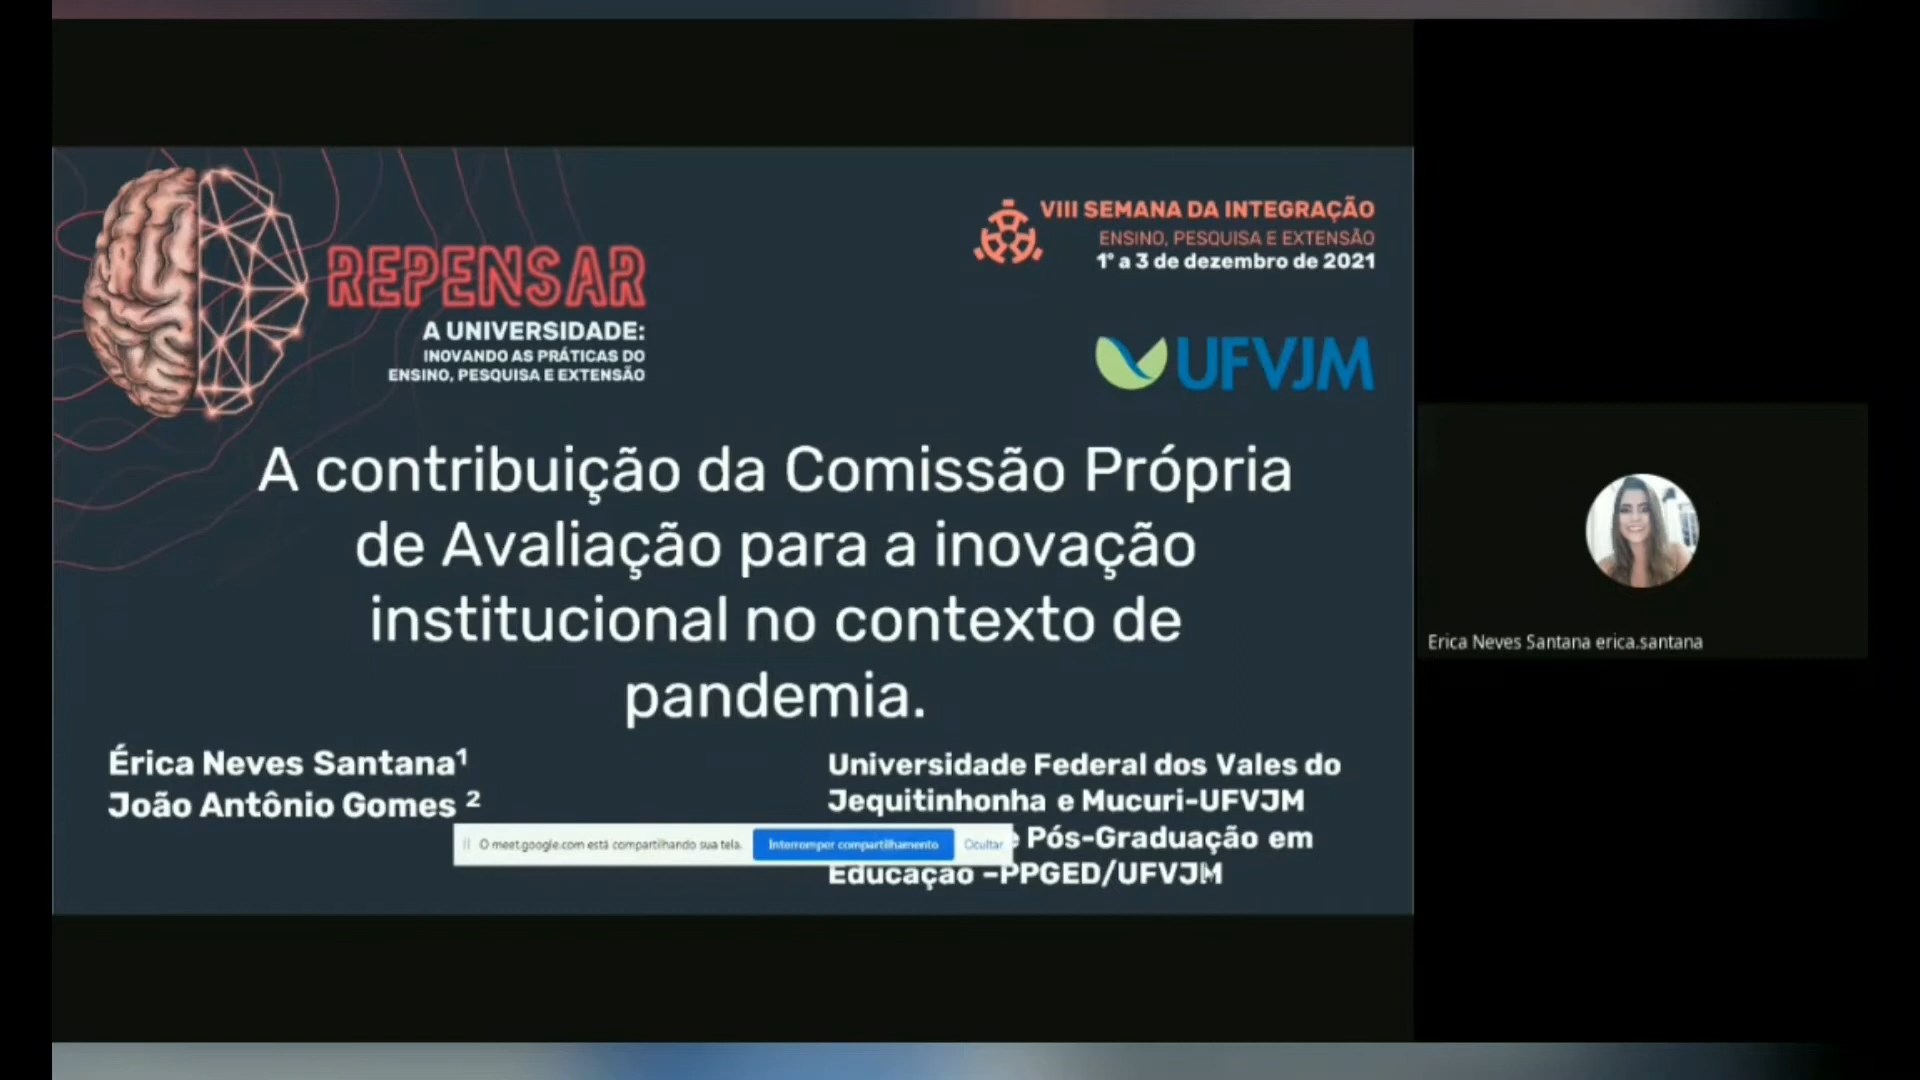 REPENSAR
A UNIVERSIDADE:
INOVANDO AS PRÁTICAS DO
ENSINO, PESQUISA E EXTENSÃO
VIII SEMANA DA INTEGRAÇÃO
ENSINO, PESQUISA E EXTENSÃO
1º a 3 de dezembro de 2021
UFVJM
A contribuição da Comissão Própria
de Avaliação para a inovação
institucional no contexto de
pandemia.
Érica Neves Santana¹
João Antônio Gomes ²
Universidade Federal dos Vales do
Jequitinhonha e Mucuri-UFVJM
Pós-Graduação em
Educação –PPGED/UFVJM
O meet.google.com está compartilhando sua tela.
Interromper compartilhamento
Ocultar
Erica Neves Santana erica.santana